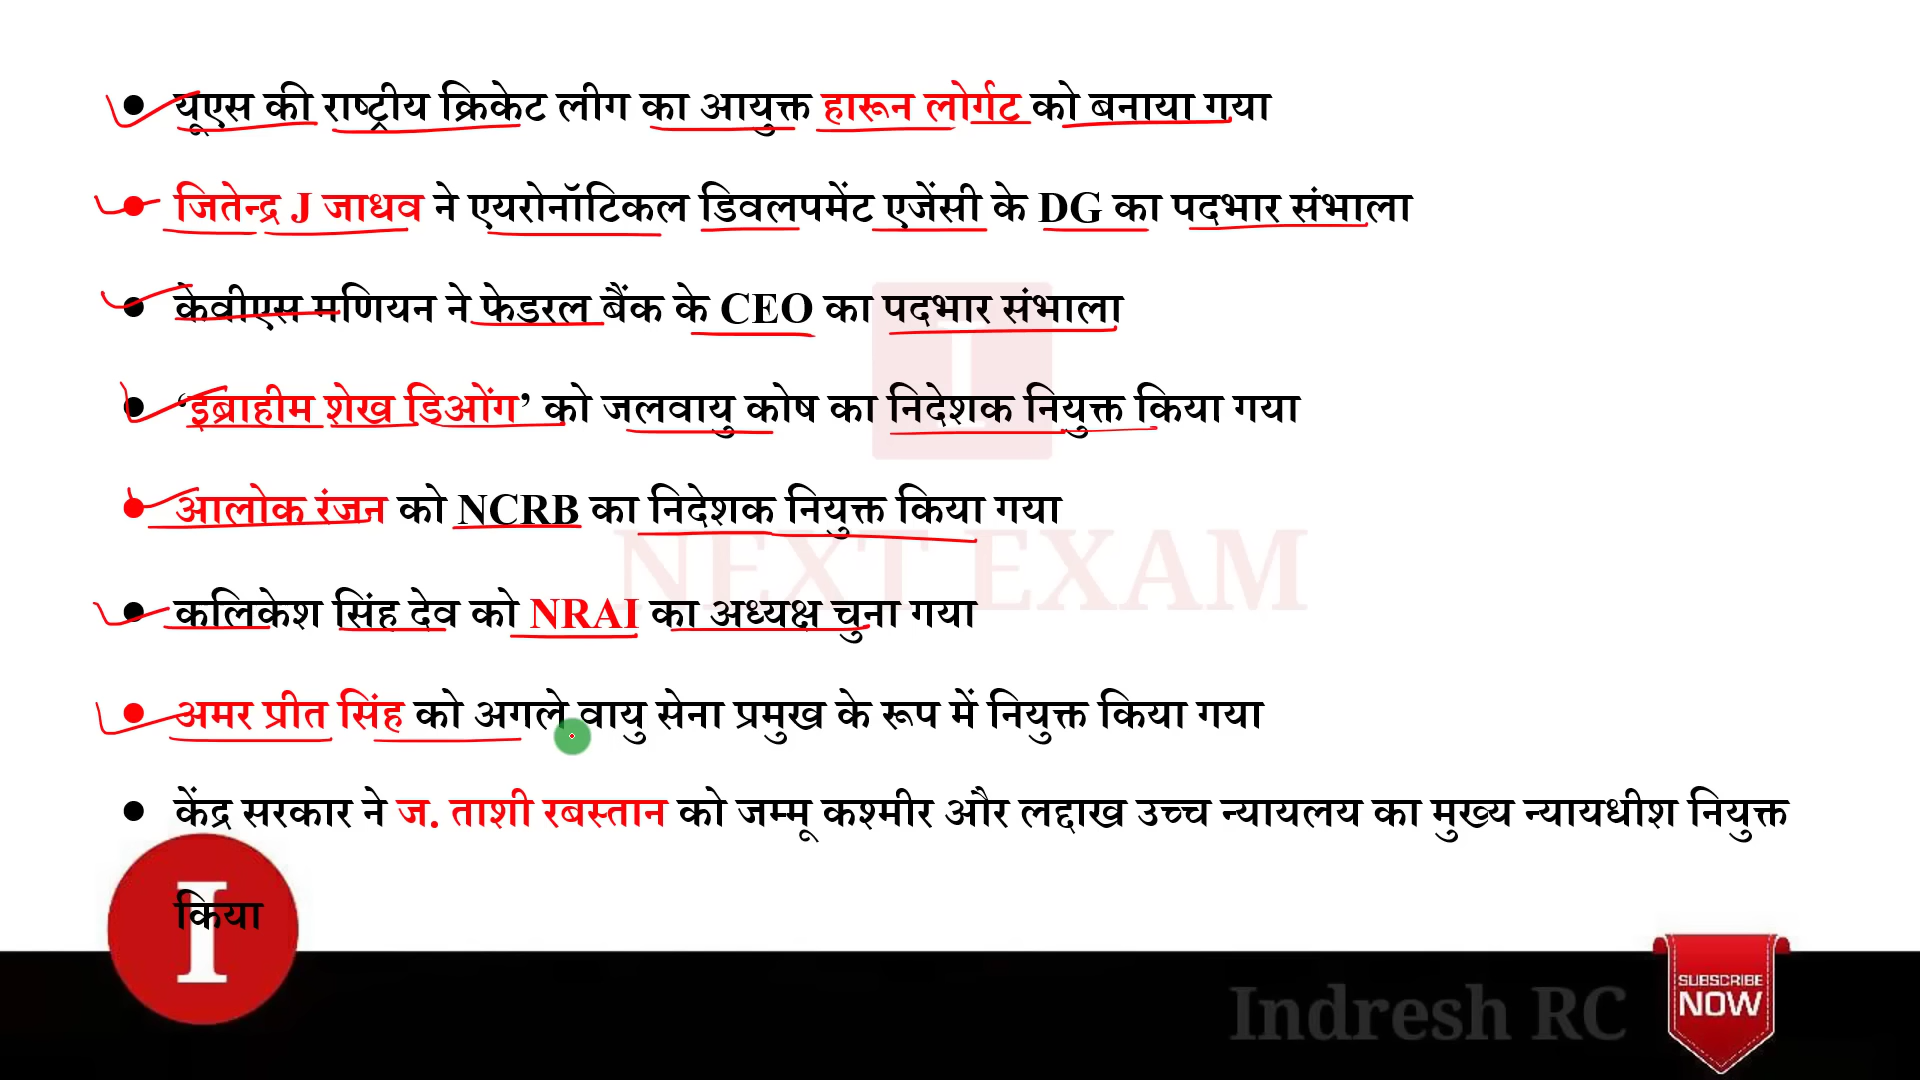 • यूएस की राष्ट्रीय क्रिकेट लीग का आयुक्त हारून लोर्गट को बनाया गया
• जितेन्द्र J जाधव ने एयरोनॉटिकल डिवलपमेंट एजेंसी के DG का पदभार संभाला
• केवीएस मणियन ने फेडरल बैंक के CEO का पदभार संभाला
• ‘इब्राहीम शेख डिओंग’ को जलवायु कोष का निदेशक नियुक्त किया गया
• आलोक रंजन को NCRB का निदेशक नियुक्त किया गया
• कलिकेश सिंह देव को NRAI का अध्यक्ष चुना गया
• अमर प्रीत सिंह को अगले वायु सेना प्रमुख के रूप में नियुक्त किया गया
• केंद्र सरकार ने ज. ताशी रबस्तान को जम्मू कश्मीर और लद्दाख उच्च न्यायलय का मुख्य न्यायधीश नियुक्त
किया
I
NEXT EXAM
I
Indresh RC
SUBSCRIBE
NOW